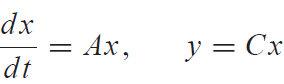 dx/dt = Ax, y = Cx